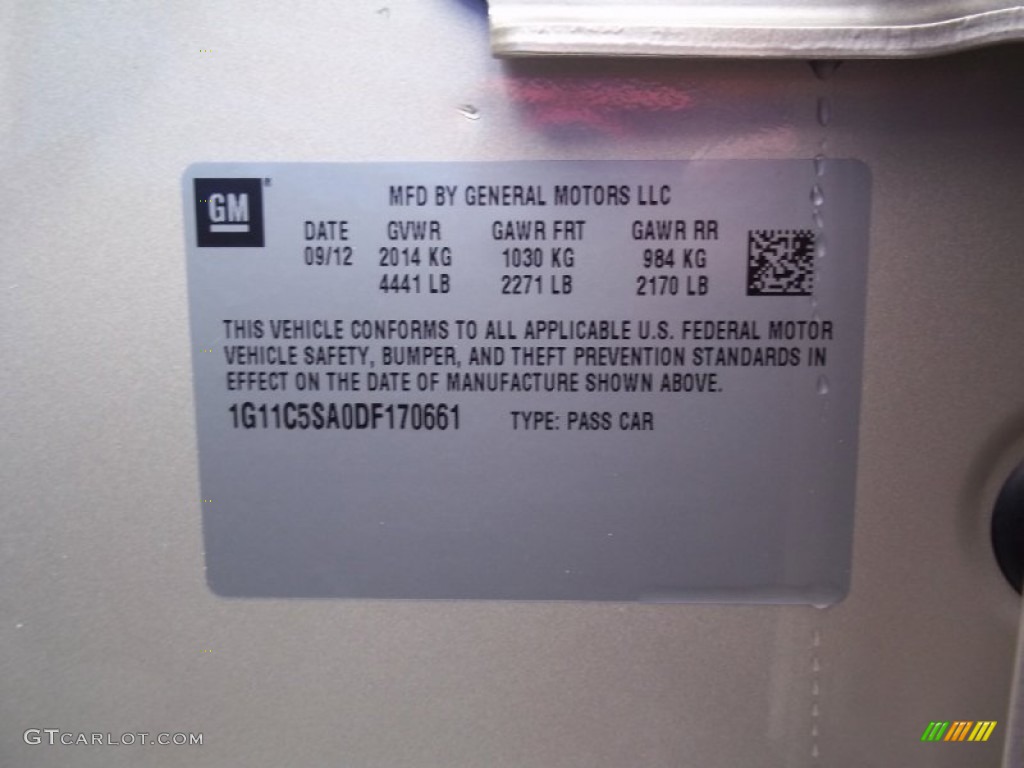 GM
MFD BY GENERAL MOTORS LLC
DATE GVWR GAWR FRT GAWR RR
09/12 2014 KG 1030 KG 984 KG
4441 LB 2271 LB 2170 LB
THIS VEHICLE CONFORMS TO ALL APPLICABLE U.S. FEDERAL MOTOR
VEHICLE SAFETY, BUMPER, AND THEFT PREVENTION STANDARDS IN
EFFECT ON THE DATE OF MANUFACTURE SHOWN ABOVE.
1G11C5SA0DF170661 TYPE: PASS CAR
GTCARLOT.COM